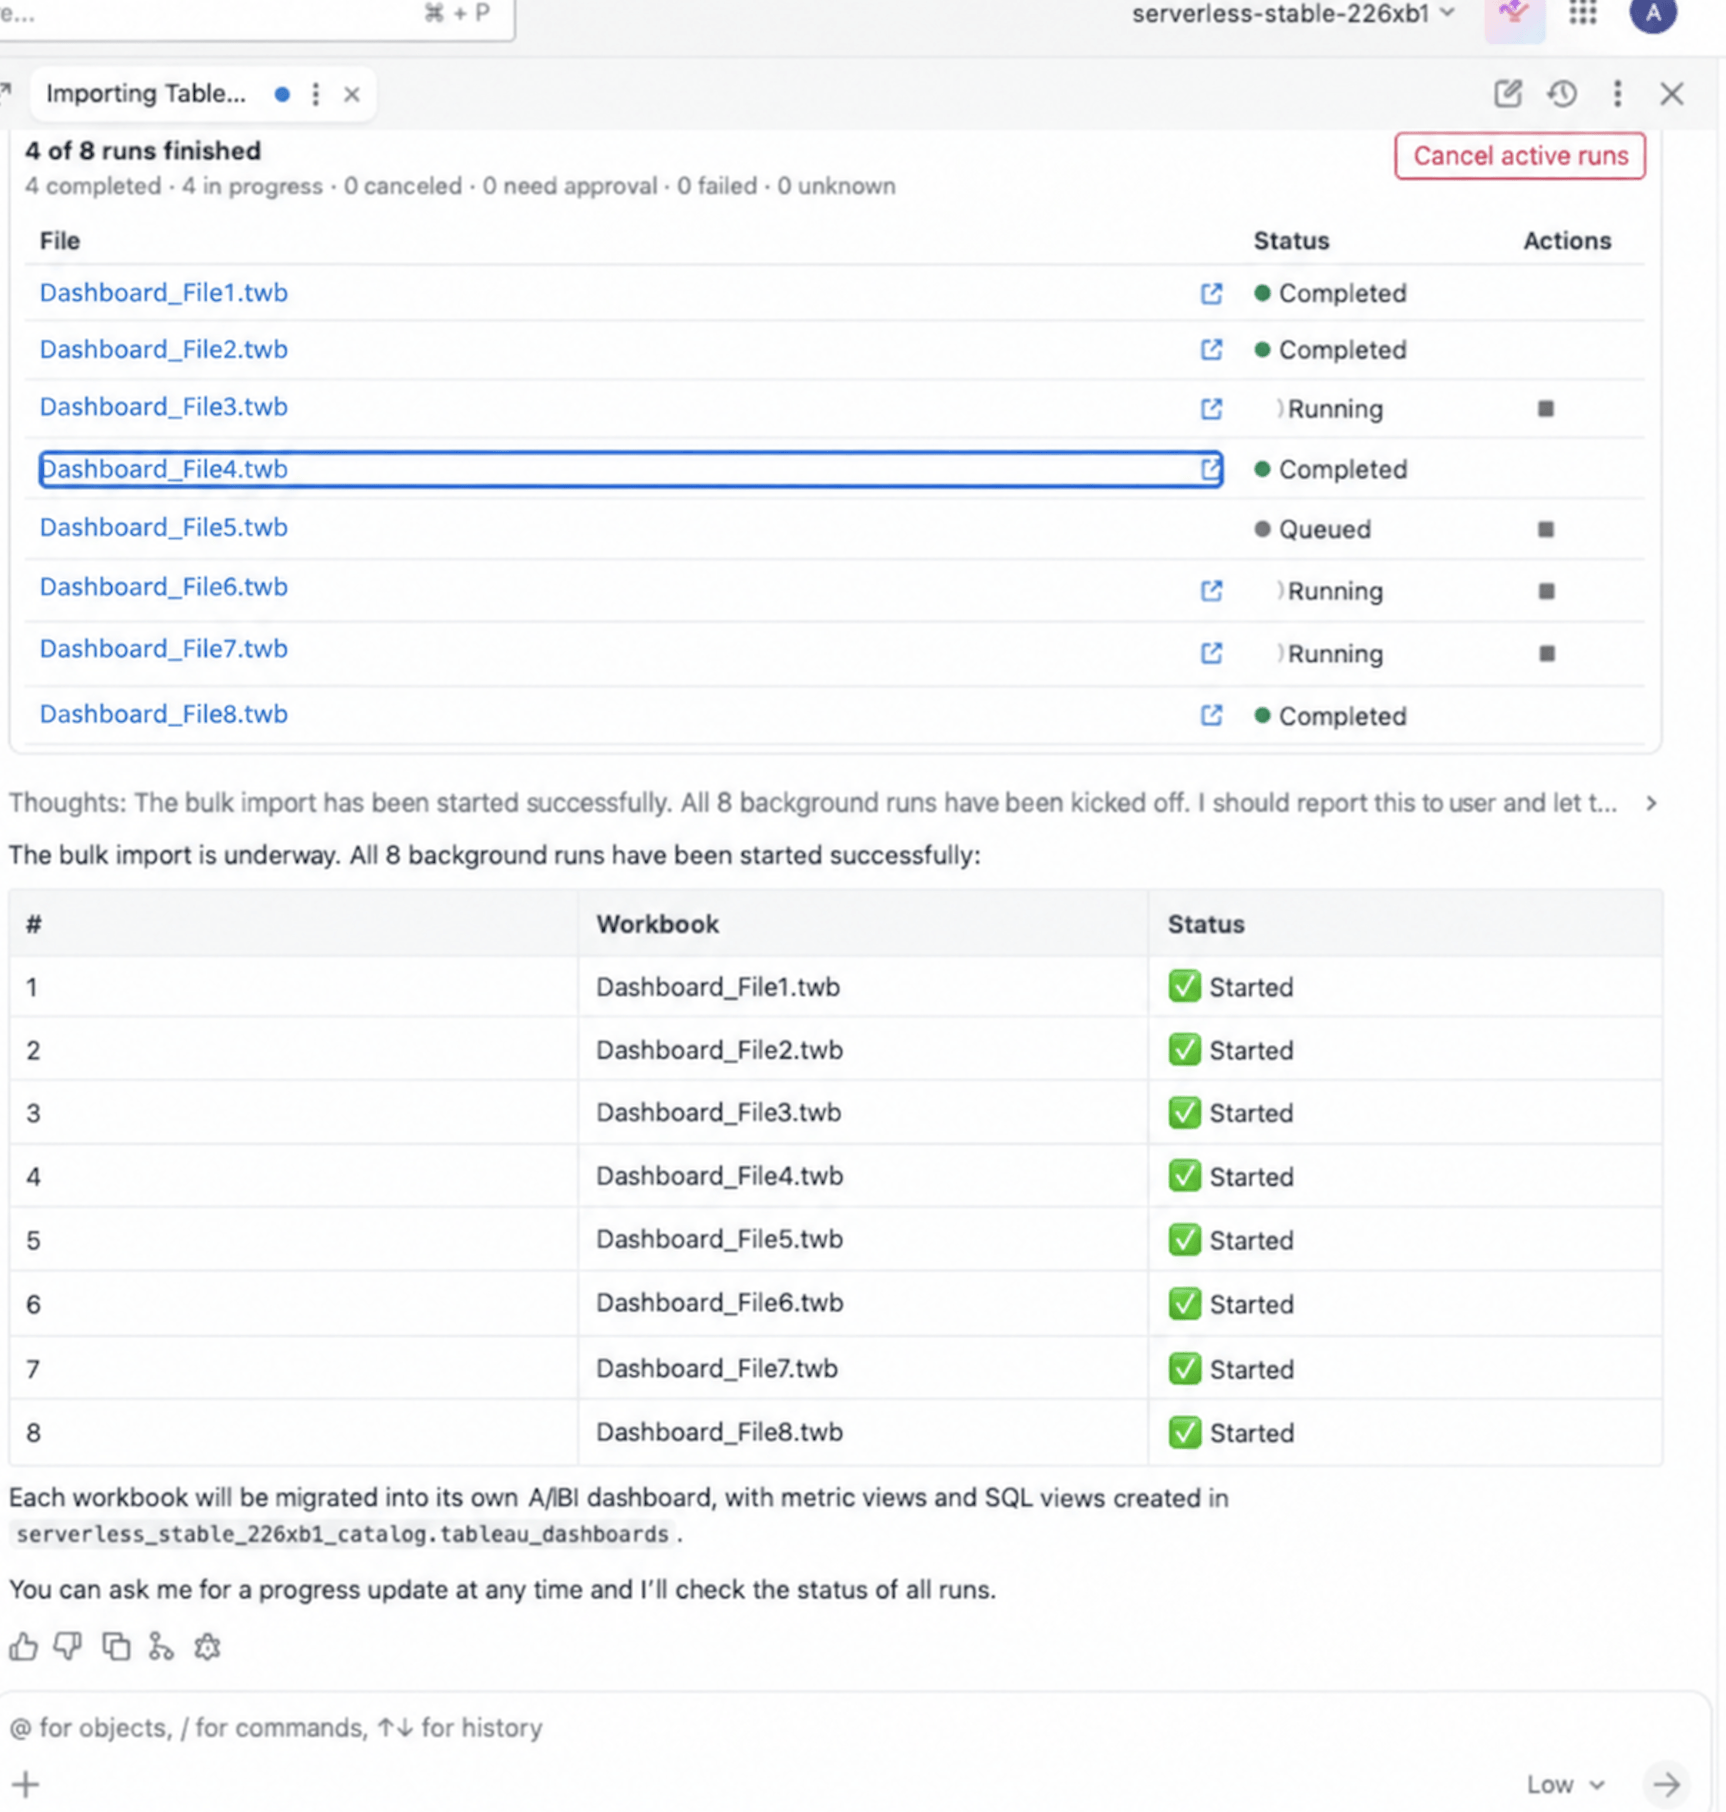 e... ⌘ + P serverless-stable-226xb1 A
Importing Table...
4 of 8 runs finished Cancel active runs
4 completed · 4 in progress · 0 canceled · 0 need approval · 0 failed · 0 unknown
File Status Actions
Dashboard_File1.twb Completed
Dashboard_File2.twb Completed
Dashboard_File3.twb Running
Dashboard_File4.twb Completed
Dashboard_File5.twb Queued
Dashboard_File6.twb Running
Dashboard_File7.twb Running
Dashboard_File8.twb Completed
Thoughts: The bulk import has been started successfully. All 8 background runs have been kicked off. I should report this to user and let t...
The bulk import is underway. All 8 background runs have been started successfully:
# Workbook Status
1 Dashboard_File1.twb ✅ Started
2 Dashboard_File2.twb ✅ Started
3 Dashboard_File3.twb ✅ Started
4 Dashboard_File4.twb ✅ Started
5 Dashboard_File5.twb ✅ Started
6 Dashboard_File6.twb ✅ Started
7 Dashboard_File7.twb ✅ Started
8 Dashboard_File8.twb ✅ Started
Each workbook will be migrated into its own A/IBI dashboard, with metric views and SQL views created in
serverless_stable_226xb1_catalog.tableau_dashboards.
You can ask me for a progress update at any time and I'll check the status of all runs.
@ for objects, / for commands, ↑↓ for history
Low